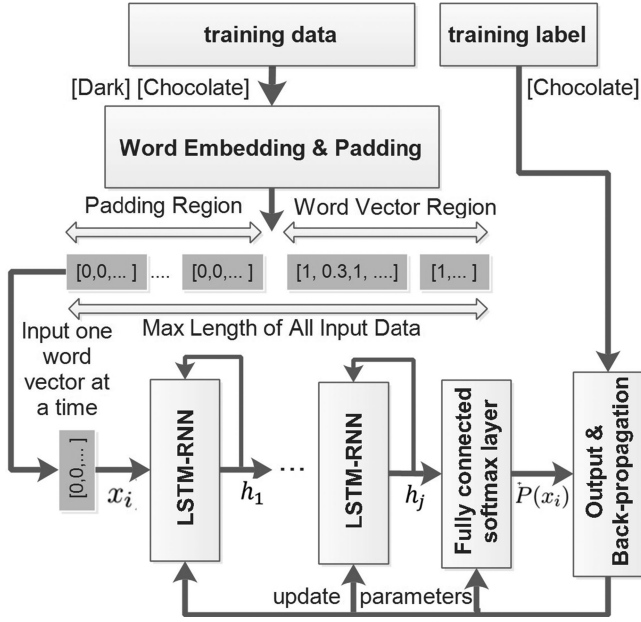 training data
training label
[Dark] [Chocolate]
[Chocolate]
Word Embedding & Padding
Padding Region
Word Vector Region
[0,0,... ]
....
[0,0,... ]
[1, 0.3,1, ....]
[1,... ]
Max Length of All Input Data
Input one
word
vector at
a time
[0,0,... ]
x_i
LSTM-RNN
h_1
...
LSTM-RNN
h_j
Fully connected
softmax layer
P(x_i)
Output &
Back-propagation
update parameters